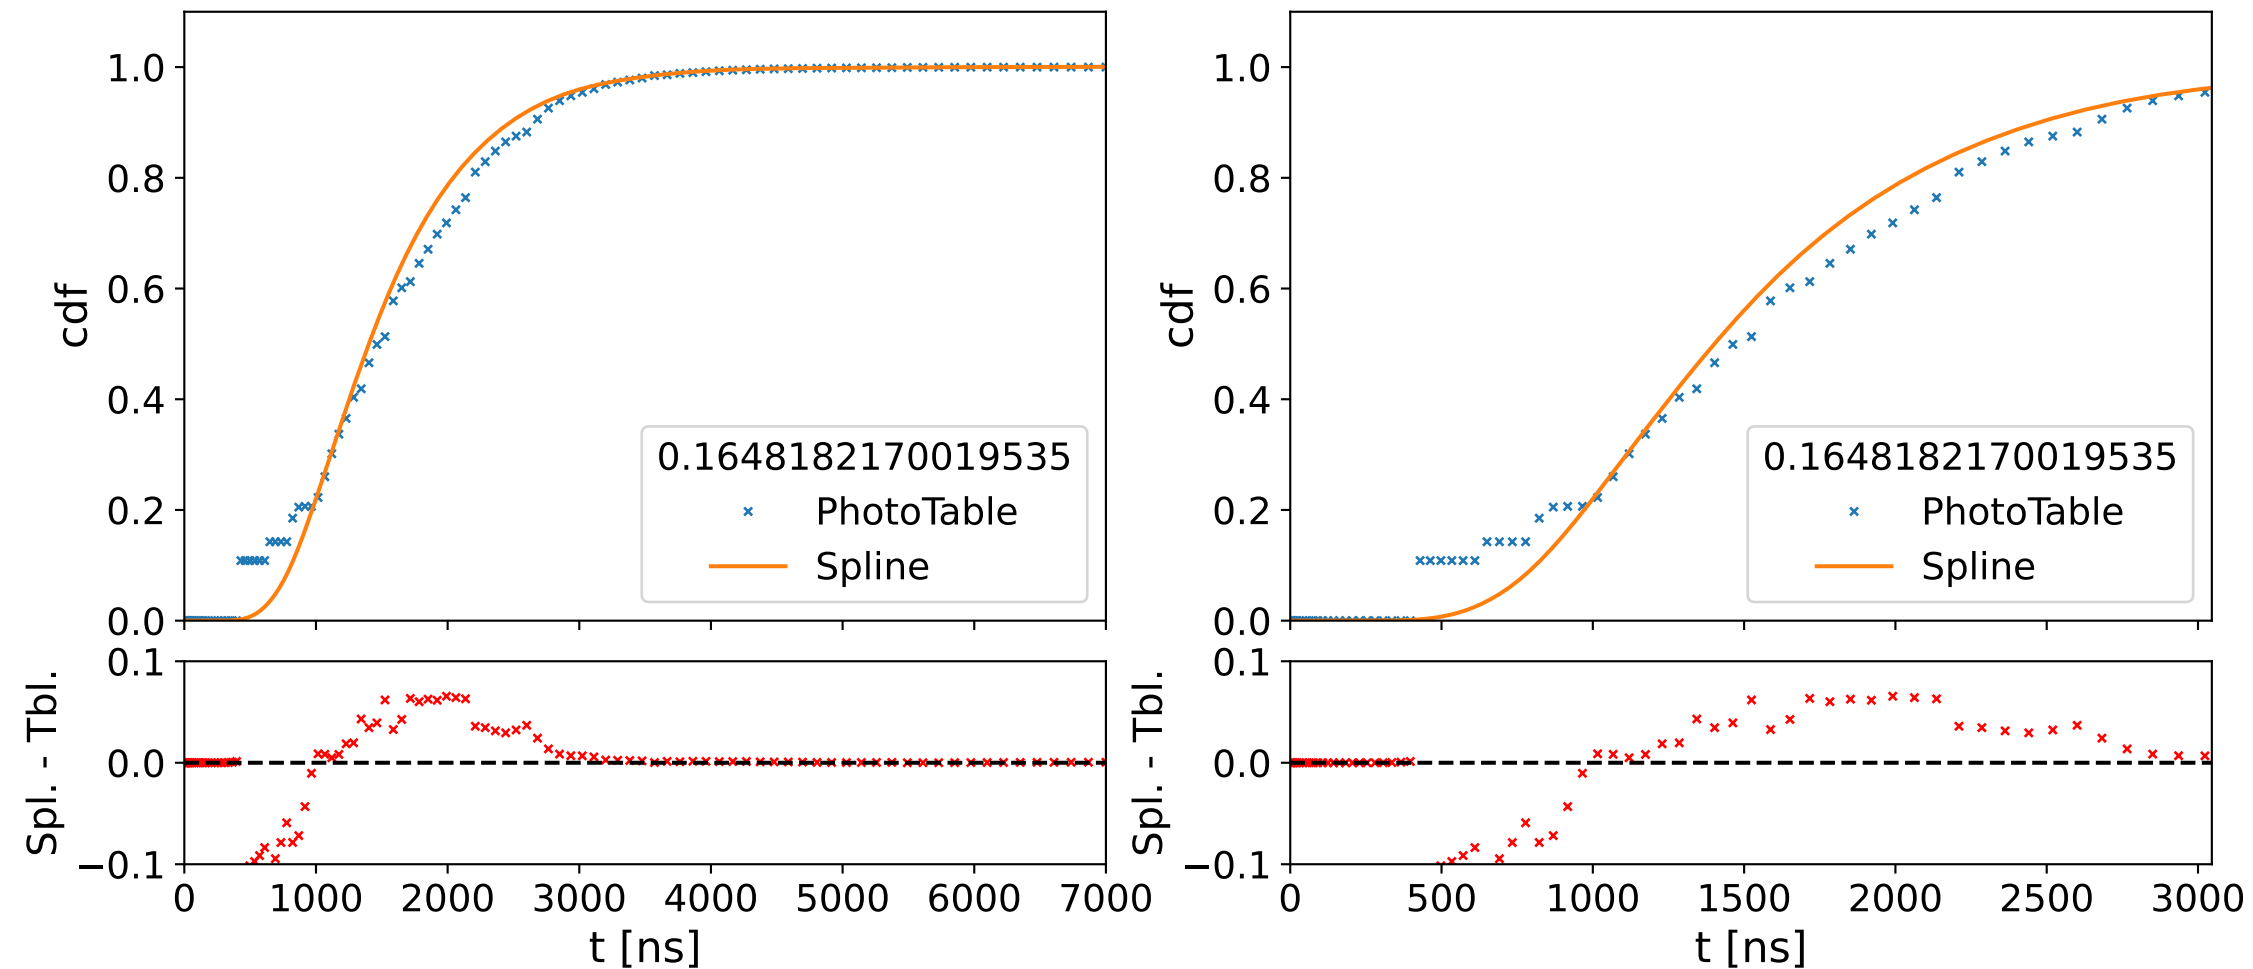 cdf
1.0
0.8
0.6
0.4
0.2
0.0
0.1648182170019535
PhotoTable
Spline
Spl. - Tbl.
0.1
0.0
−0.1
0 1000 2000 3000 4000 5000 6000 7000
t [ns]
cdf
1.0
0.8
0.6
0.4
0.2
0.0
0.1648182170019535
PhotoTable
Spline
Spl. - Tbl.
0.1
0.0
−0.1
0 500 1000 1500 2000 2500 3000
t [ns]